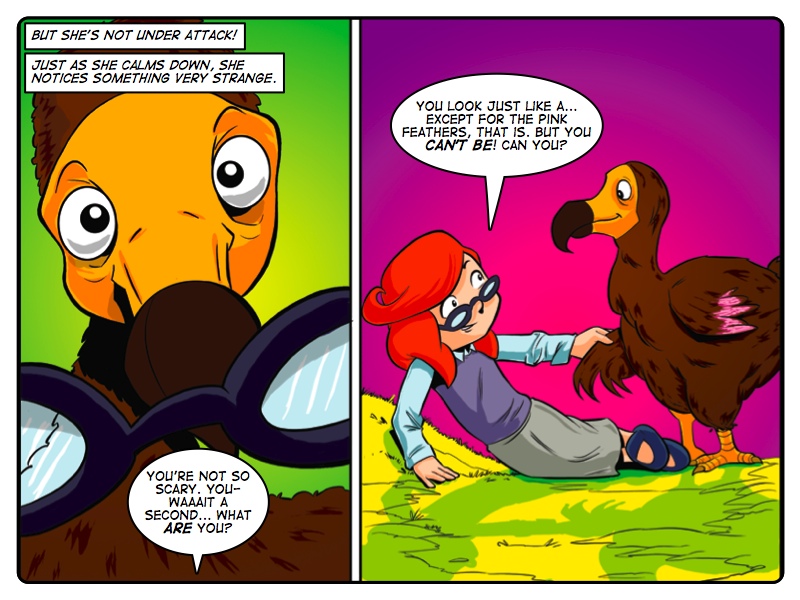 BUT SHE'S NOT UNDER ATTACK!
JUST AS SHE CALMS DOWN, SHE
NOTICES SOMETHING VERY STRANGE.
YOU'RE NOT SO
SCARY. YOU-
WAAAIT A
SECOND... WHAT
ARE YOU?
YOU LOOK JUST LIKE A...
EXCEPT FOR THE PINK
FEATHERS, THAT IS. BUT YOU
CAN'T BE! CAN YOU?